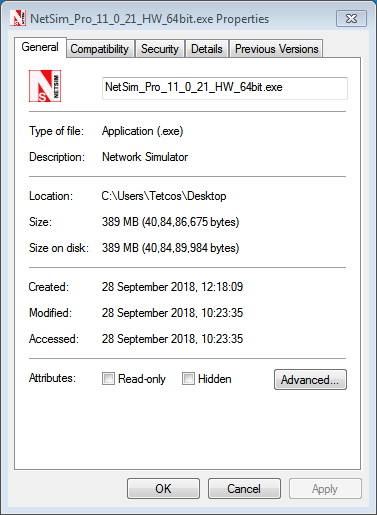 NetSim_Pro_11_0_21_HW_64bit.exe Properties
General Compatibility Security Details Previous Versions
NS NETSIM
NETSIM NetSim_Pro_11_0_21_HW_64bit.exe
Type of file: Application (.exe)
Description: Network Simulator
Location: C:\Users\Tetcos\Desktop
Size: 389 MB (40,84,86,675 bytes)
Size on disk: 389 MB (40,84,89,984 bytes)
Created: 28 September 2018, 12:18:09
Modified: 28 September 2018, 10:23:35
Accessed: 28 September 2018, 10:23:35
Attributes: Read-only Hidden Advanced...
OK Cancel Apply